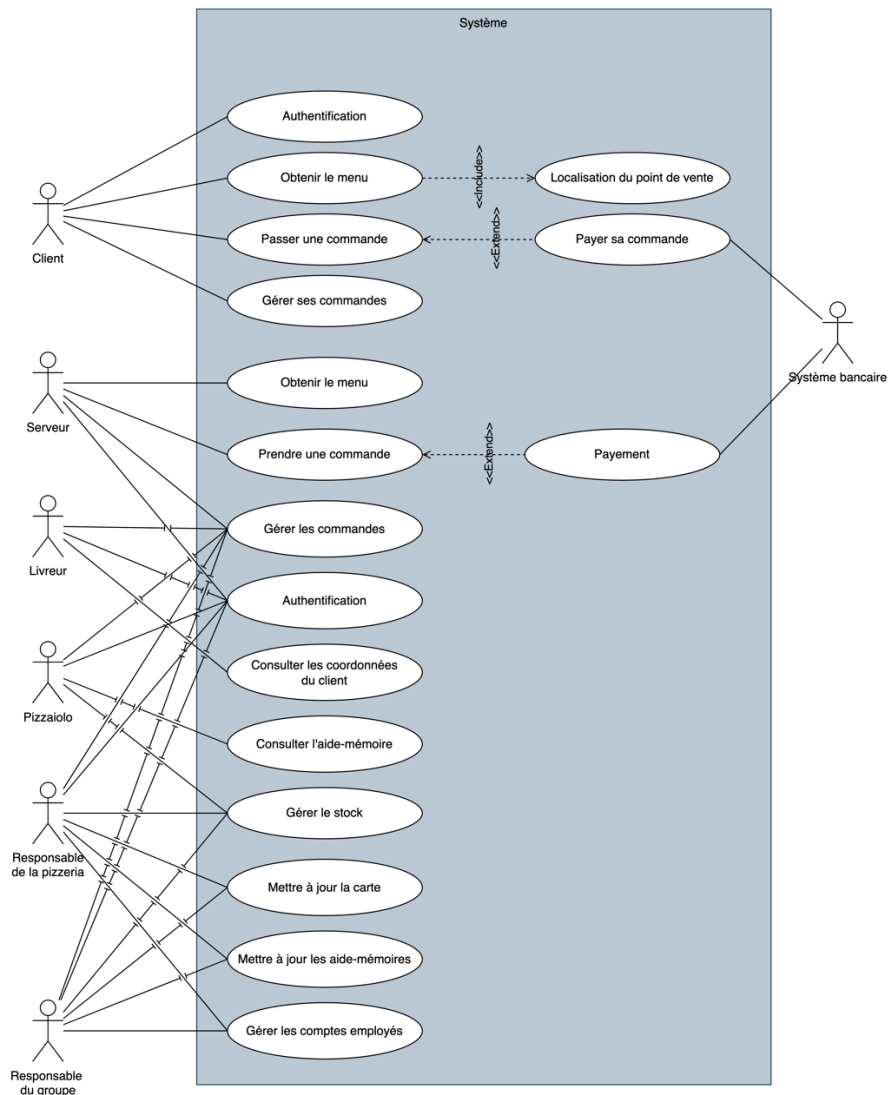 Système
Authentification
Obtenir le menu
<<Include>>
Localisation du point de vente
Client
Passer une commande
<<Extend>>
Payer sa commande
Gérer ses commandes
Système bancaire
Serveur
Obtenir le menu
Prendre une commande
<<Extend>>
Payement
Livreur
Gérer les commandes
Authentification
Consulter les coordonnées
du client
Pizzaiolo
Consulter l'aide-mémoire
Gérer le stock
Responsable
de la pizzeria
Mettre à jour la carte
Mettre à jour les aide-mémoires
Gérer les comptes employés
Responsable
du groupe